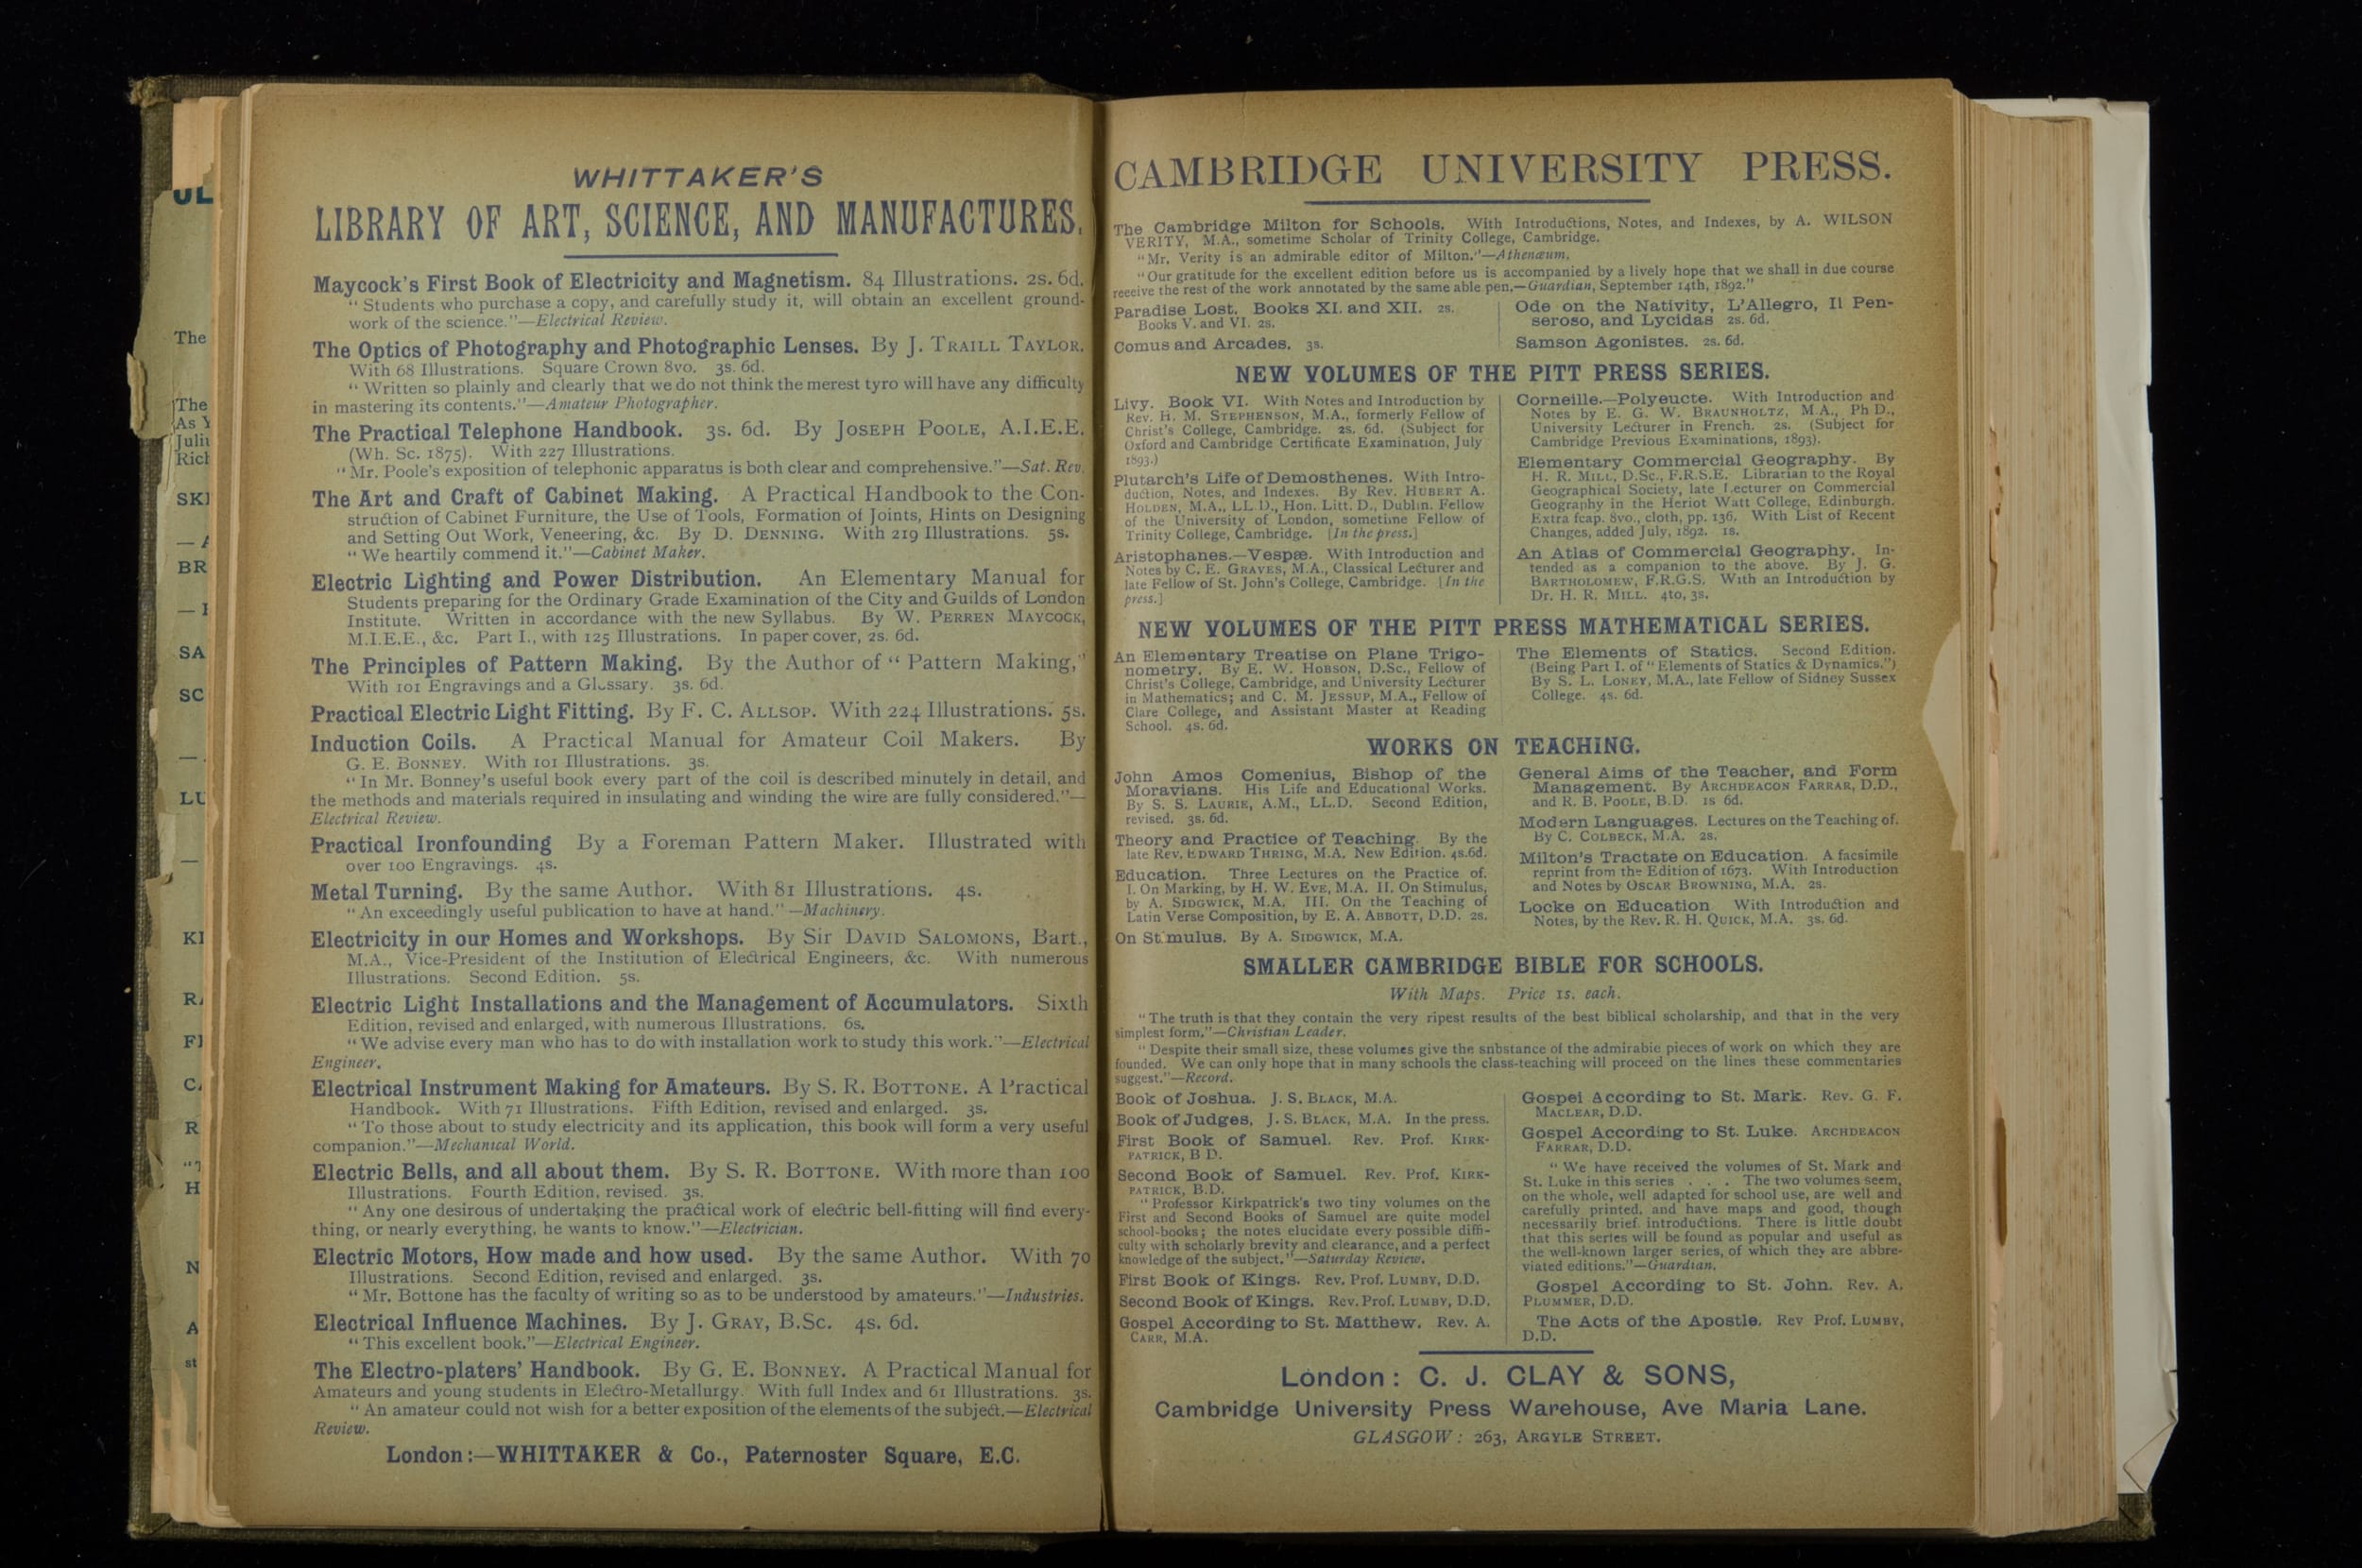 WHITTAKER'S
LIBRARY OF ART, SCIENCE, AND MANUFACTURES.
Maycock's First Book of Electricity and Magnetism. 84 Illustrations. 2s. 6d.
"Students who purchase a copy, and carefully study it, will obtain an excellent ground-
work of the science."—Electrical Review.
The Optics of Photography and Photographic Lenses. By J. TRAILL TAYLOR.
With 68 Illustrations. Square Crown 8vo. 3s. 6d.
"Written so plainly and clearly that we do not think the merest tyro will have any difficulty
in mastering its contents."—Amateur Photographer.
The Practical Telephone Handbook. 3s. 6d. By JOSEPH POOLE, A.I.E.E.
(Wh. Sc. 1875). With 227 Illustrations.
"Mr. Poole's exposition of telephonic apparatus is both clear and comprehensive."—Sat. Rev.
The Art and Craft of Cabinet Making. A Practical Handbook to the Con-
struction of Cabinet Furniture, the Use of Tools, Formation of Joints, Hints on Designing
and Setting Out Work, Veneering, &c. By D. DENNING. With 219 Illustrations. 5s.
"We heartily commend it."—Cabinet Maker.
Electric Lighting and Power Distribution. An Elementary Manual for
Students preparing for the Ordinary Grade Examination of the City and Guilds of London
Institute. Written in accordance with the new Syllabus. By W. PERREN MAYCOCK,
M.I.E.E., &c. Part I., with 125 Illustrations. In paper cover, 2s. 6d.
The Principles of Pattern Making. By the Author of "Pattern Making,"
With 101 Engravings and a Glossary. 3s. 6d.
Practical Electric Light Fitting. By F. C. ALLSOP. With 224 Illustrations. 5s.
Induction Coils. A Practical Manual for Amateur Coil Makers. By
G. E. BONNEY. With 101 Illustrations. 3s.
"In Mr. Bonney's useful book every part of the coil is described minutely in detail, and
the methods and materials required in insulating and winding the wire are fully considered."—
Electrical Review.
Practical Ironfounding By a Foreman Pattern Maker. Illustrated with
over 100 Engravings. 4s.
Metal Turning. By the same Author. With 81 Illustrations. 4s.
"An exceedingly useful publication to have at hand."—Machinery.
Electricity in our Homes and Workshops. By Sir DAVID SALOMONS, Bart.,
M.A., Vice-President of the Institution of Electrical Engineers, &c. With numerous
Illustrations. Second Edition. 5s.
Electric Light Installations and the Management of Accumulators. Sixth
Edition, revised and enlarged, with numerous Illustrations. 6s.
"We advise every man who has to do with installation work to study this work."—Electrical
Engineer.
Electrical Instrument Making for Amateurs. By S. R. BOTTONE. A Practical
Handbook. With 71 Illustrations. Fifth Edition, revised and enlarged. 3s.
"To those about to study electricity and its application, this book will form a very useful
companion."—Mechanical World.
Electric Bells, and all about them. By S. R. BOTTONE. With more than 100
Illustrations. Fourth Edition, revised. 3s.
"Any one desirous of undertaking the practical work of electric bell-fitting will find every-
thing, or nearly everything, he wants to know."—Electrician.
Electric Motors, How made and how used. By the same Author. With 70
Illustrations. Second Edition, revised and enlarged. 3s.
"Mr. Bottone has the faculty of writing so as to be understood by amateurs."—Industries.
Electrical Influence Machines. By J. GRAY, B.Sc. 4s. 6d.
"This excellent book."—Electrical Engineer.
The Electro-platers' Handbook. By G. E. BONNEY. A Practical Manual for
Amateurs and young students in Electro-Metallurgy. With full Index and 61 Illustrations. 3s.
"An amateur could not wish for a better exposition of the elements of the subject.—Electrical
Review.
London:—WHITTAKER & Co., Paternoster Square, E.C.
CAMBRIDGE UNIVERSITY PRESS.
The Cambridge Milton for Schools. With Introductions, Notes, and Indexes, by A. WILSON
VERITY, M.A., sometime Scholar of Trinity College, Cambridge.
"Mr. Verity is an admirable editor of Milton."—Athenæum.
"Our gratitude for the excellent edition before us is accompanied by a lively hope that we shall in due course
receive the rest of the work annotated by the same able pen.—Guardian, September 14th, 1892."
Paradise Lost. Books XI. and XII. 2s.
Books V. and VI. 2s.
Comus and Arcades. 3s.
Ode on the Nativity, L'Allegro, Il Pen-
seroso, and Lycidas 2s. 6d.
Samson Agonistes. 2s. 6d.
NEW VOLUMES OF THE PITT PRESS SERIES.
Livy. Book VI. With Notes and Introduction by
Rev. H. M. STEPHENSON, M.A., formerly Fellow of
Christ's College, Cambridge. 2s. 6d. (Subject for
Oxford and Cambridge Certificate Examination, July
1893.)
Plutarch's Life of Demosthenes. With Intro-
duction, Notes, and Indexes. By Rev. HUBERT A.
HOLDEN, M.A., LL.D., Hon. Litt. D., Dublin. Fellow
of the University of London, sometime Fellow of
Trinity College, Cambridge. [In the press.]
Aristophanes.—Vespæ. With Introduction and
Notes by C. E. GRAVES, M.A., Classical Lecturer and
late Fellow of St. John's College, Cambridge. [In the
press.]
Corneille.—Polyeucte. With Introduction and
Notes by E. G. W. BRAUNHOLTZ, M.A., Ph D.,
University Lecturer in French. 2s. (Subject for
Cambridge Previous Examinations, 1893).
Elementary Commercial Geography. By
H. R. MILL, D.Sc., F.R.S.E. Librarian to the Royal
Geographical Society, late Lecturer on Commercial
Geography in the Heriot Watt College, Edinburgh.
Extra fcap. 8vo., cloth, pp. 136. With List of Recent
Changes, added July, 1892. 1s.
An Atlas of Commercial Geography. In-
tended as a companion to the above. By J. G.
BARTHOLOMEW, F.R.G.S. With an Introduction by
Dr. H. R. MILL. 4to, 3s.
NEW VOLUMES OF THE PITT PRESS MATHEMATICAL SERIES.
An Elementary Treatise on Plane Trigo-
nometry. By E. W. HOBSON, D.Sc., Fellow of
Christ's College, Cambridge, and University Lecturer
in Mathematics; and C. M. JESSUP, M.A., Fellow of
Clare College, and Assistant Master at Reading
School. 4s. 6d.
The Elements of Statics. Second Edition.
(Being Part I. of "Elements of Statics & Dynamics.")
By S. L. LONEY, M.A., late Fellow of Sidney Sussex
College. 4s. 6d.
WORKS ON TEACHING.
John Amos Comenius, Bishop of the
Moravians. His Life and Educational Works.
By S. S. LAURIE, A.M., LL.D. Second Edition,
revised. 3s. 6d.
Theory and Practice of Teaching. By the
late Rev. EDWARD THRING, M.A. New Edition. 4s.6d.
Education. Three Lectures on the Practice of.
I. On Marking, by H. W. EVE, M.A. II. On Stimulus,
by A. SIDGWICK, M.A. III. On the Teaching of
Latin Verse Composition, by E. A. ABBOTT, D.D. 2s.
On Stimulus. By A. SIDGWICK, M.A.
General Aims of the Teacher, and Form
Management. By ARCHDEACON FARRAR, D.D.,
and R. B. POOLE, B.D. 1s 6d.
Modern Languages. Lectures on the Teaching of.
By C. COLBECK, M.A. 2s.
Milton's Tractate on Education. A facsimile
reprint from the Edition of 1673. With Introduction
and Notes by OSCAR BROWNING, M.A. 2s.
Locke on Education With Introduction and
Notes, by the Rev. R. H. QUICK, M.A. 3s. 6d.
SMALLER CAMBRIDGE BIBLE FOR SCHOOLS.
With Maps. Price 1s. each.
"The truth is that they contain the very ripest results of the best biblical scholarship, and that in the very
simplest form."—Christian Leader.
"Despite their small size, these volumes give the snbstance of the admirable pieces of work on which they are
founded. We can only hope that in many schools the class-teaching will proceed on the lines these commentaries
suggest."—Record.
Book of Joshua. J. S. BLACK, M.A.
Book of Judges. J. S. BLACK, M.A. In the press.
First Book of Samuel. Rev. Prof. KIRK-
PATRICK, B D.
Second Book of Samuel. Rev. Prof. KIRK-
PATRICK, B.D.
"Professor Kirkpatrick's two tiny volumes on the
First and Second Books of Samuel are quite model
school-books; the notes elucidate every possible diffi-
culty with scholarly brevity and clearance, and a perfect
knowledge of the subject."—Saturday Review.
First Book of Kings. Rev. Prof. LUMBY, D.D.
Second Book of Kings. Rev. Prof. LUMBY, D.D.
Gospel According to St. Matthew. Rev. A.
CARR, M.A.
Gospel According to St. Mark. Rev. G. F.
MACLEAR, D.D.
Gospel According to St. Luke. ARCHDEACON
FARRAR, D.D.
"We have received the volumes of St. Mark and
St. Luke in this series . . . The two volumes seem,
on the whole, well adapted for school use, are well and
carefully printed, and have maps and good, though
necessarily brief introductions. There is little doubt
that this series will be found as popular and useful as
the well-known larger series, of which they are abbre-
viated editions."—Guardian.
Gospel According to St. John. Rev. A.
PLUMMER, D.D.
The Acts of the Apostle. Rev Prof. LUMBY,
D.D.
London: C. J. CLAY & SONS,
Cambridge University Press Warehouse, Ave Maria Lane.
GLASGOW: 263, ARGYLE STREET.